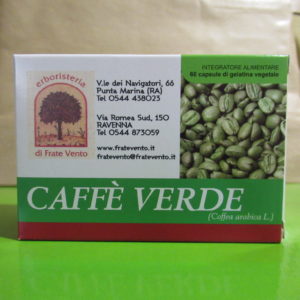 erboristeria
di Frate Vento
V.le dei Navigatori, 66
Punta Marina (RA)
Tel 0544 438023
Via Romea Sud, 150
RAVENNA
Tel 0544 873059
www.fratevento.it
fratevento@fratevento.it
INTEGRATORE ALIMENTARE
60 capsule di gelatina vegetale
CAFFÈ VERDE
(Coffea arabica L.)